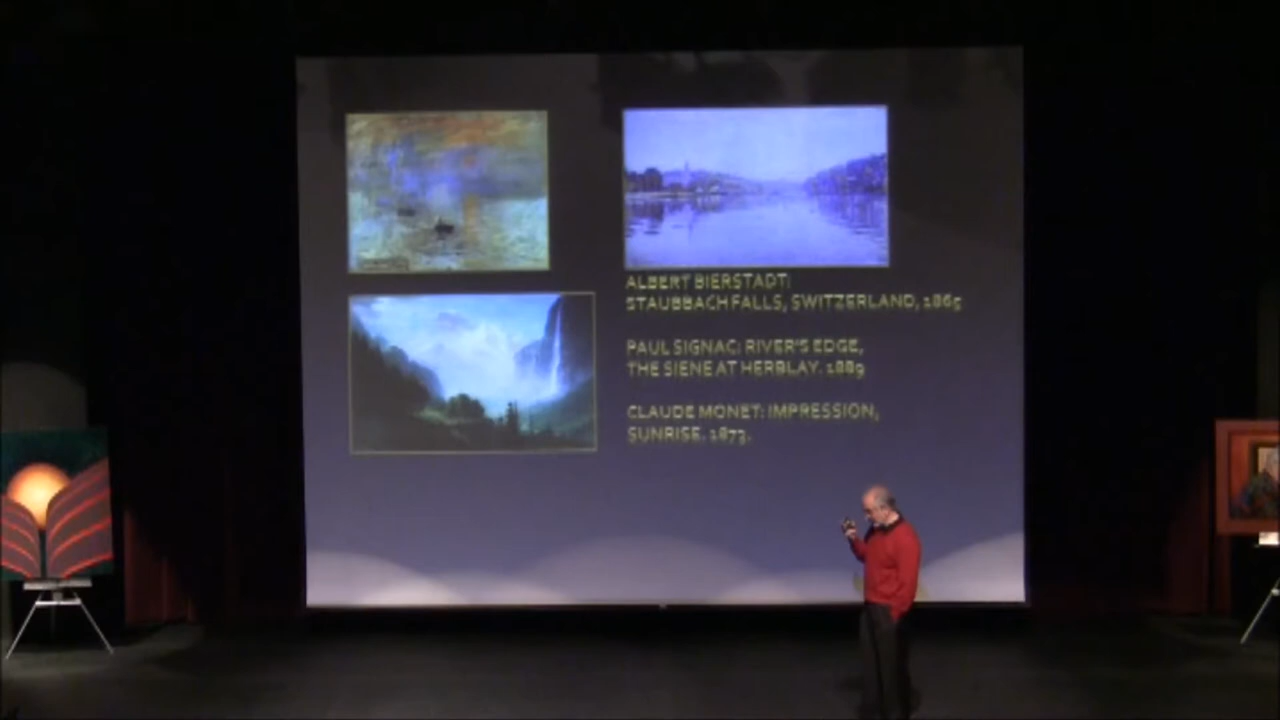 ALBERT BIERSTADT:
STAUBBACH FALLS, SWITZERLAND, 1865
PAUL SIGNAC: RIVER'S EDGE,
THE SIENE AT HERBLAY. 1889
CLAUDE MONET: IMPRESSION,
SUNRISE. 1873.